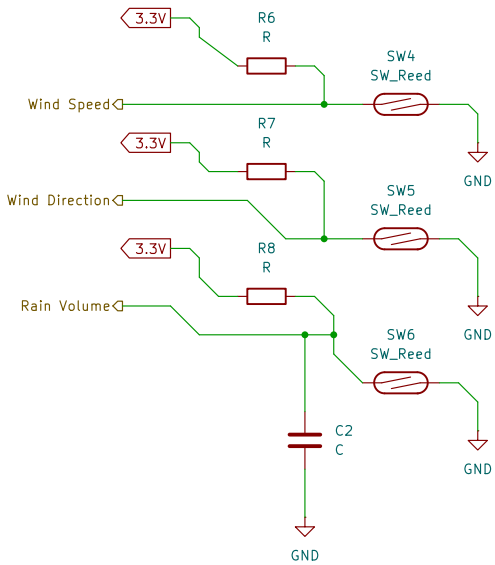 3.3V
R6
R
SW4
SW_Reed
Wind Speed
GND
3.3V
R7
R
SW5
SW_Reed
Wind Direction
GND
3.3V
R8
R
Rain Volume
SW6
SW_Reed
GND
C2
C
GND